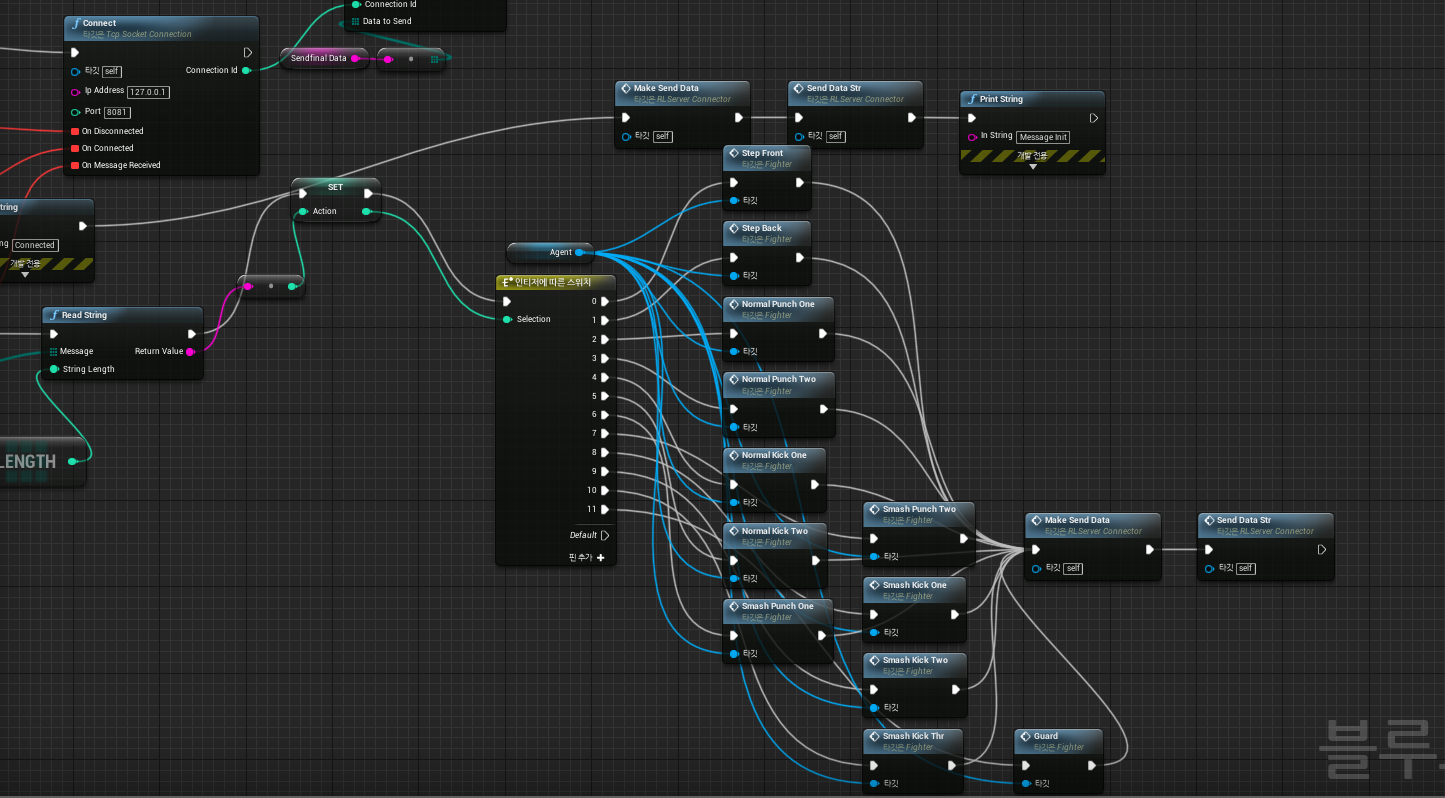 Connect
타깃은 Tcp Socket Connection
타깃 self
Connection Id
Ip Address 127.0.0.1
Port 8081
On Disconnected
On Connected
On Message Received
Connection Id
Data to Send
Sendfinal Data
Make Send Data
타깃은 RLServer Connector
타깃 self
Send Data Str
타깃은 RLServer Connector
타깃 self
Print String
In String Message Init
개발 전용
SET
Action
Connected
개발 전용
Read String
Message
Return Value
String Length
LENGTH
Agent
인티저에 따른 스위치
Selection
0
1
2
3
4
5
6
7
8
9
10
11
Default
핀 추가 +
Step Front
타깃은 Fighter
타깃
Step Back
타깃은 Fighter
타깃
Normal Punch One
타깃은 Fighter
타깃
Normal Punch Two
타깃은 Fighter
타깃
Normal Kick One
타깃은 Fighter
타깃
Normal Kick Two
타깃은 Fighter
타깃
Smash Punch One
타깃은 Fighter
타깃
Smash Punch Two
타깃은 Fighter
타깃
Smash Kick One
타깃은 Fighter
타깃
Smash Kick Two
타깃은 Fighter
타깃
Smash Kick Thr
타깃은 Fighter
타깃
Guard
타깃은 Fighter
타깃
Make Send Data
타깃은 RLServer Connector
타깃 self
Send Data Str
타깃은 RLServer Connector
타깃 self
블루